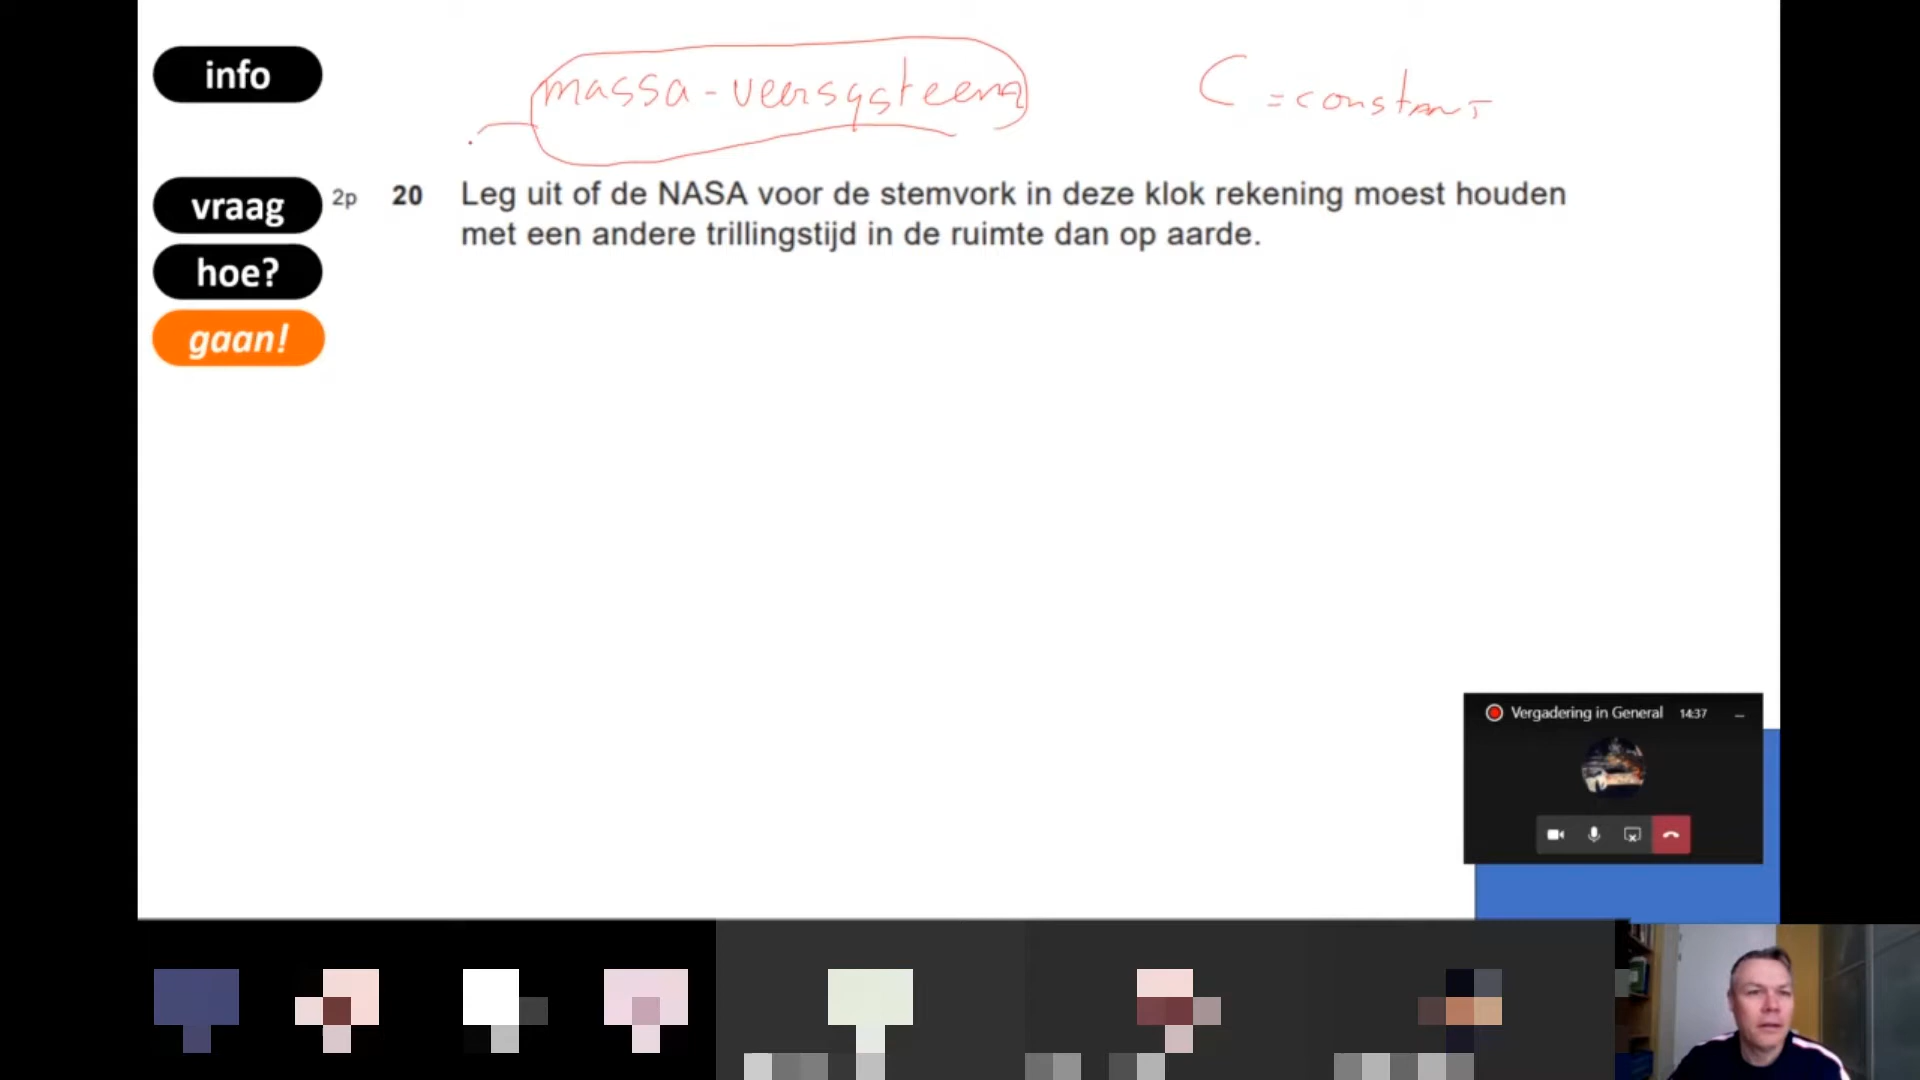 info
massa-veersysteem
C = constant
vraag 2p 20 Leg uit of de NASA voor de stemvork in deze klok rekening moest houden
met een andere trillingstijd in de ruimte dan op aarde.
hoe?
gaan!
Vergadering in General 14:37